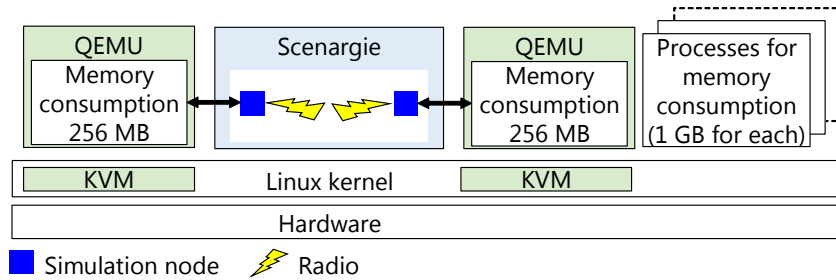 QEMU
Memory
consumption
256 MB
Scenargie
QEMU
Memory
consumption
256 MB
Processes for
memory
consumption
(1 GB for each)
KVM
Linux kernel
KVM
Hardware
Simulation node
Radio